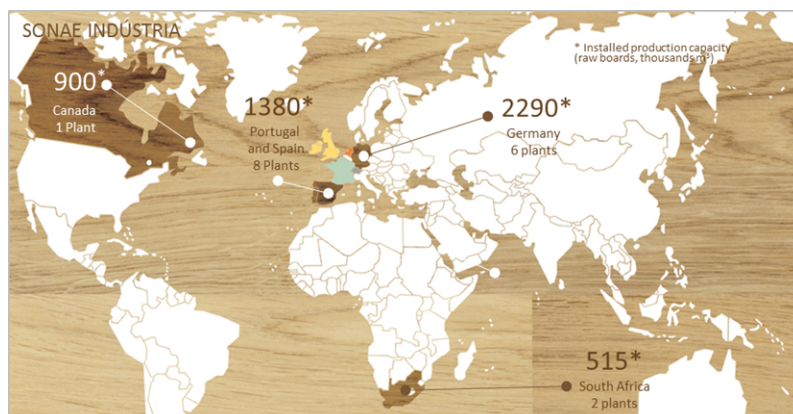 SONAE INDÚSTRIA
* Installed production capacity
(raw boards, thousands m³)
900*
Canada
1 Plant
1380*
Portugal
and Spain
8 Plants
2290*
Germany
6 plants
515*
South Africa
2 plants